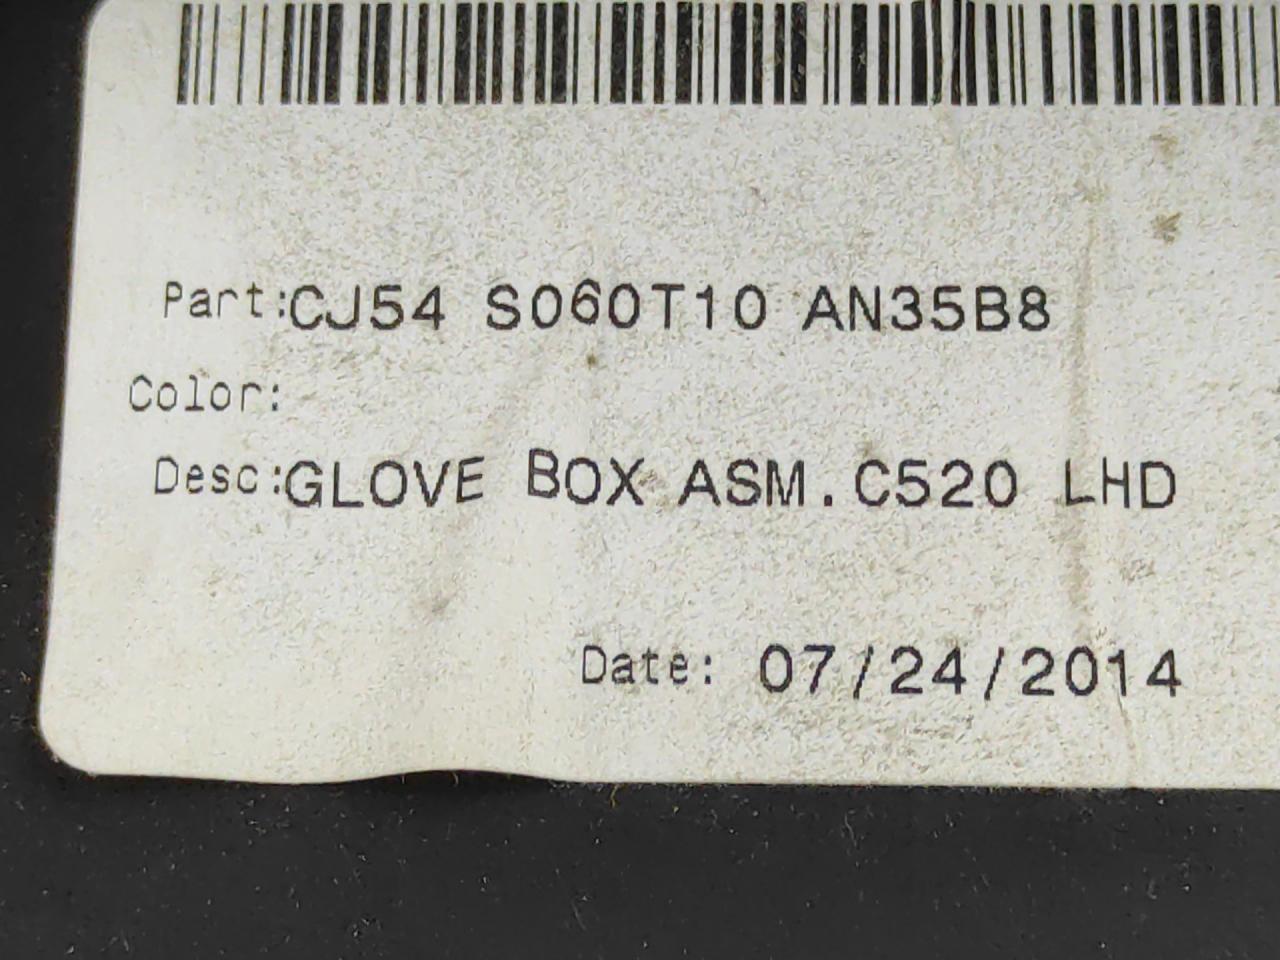 Part:CJ54 S060T10 AN35B8
Color:
Desc:GLOVE BOX ASM.C520 LHD
Date: 07/24/2014